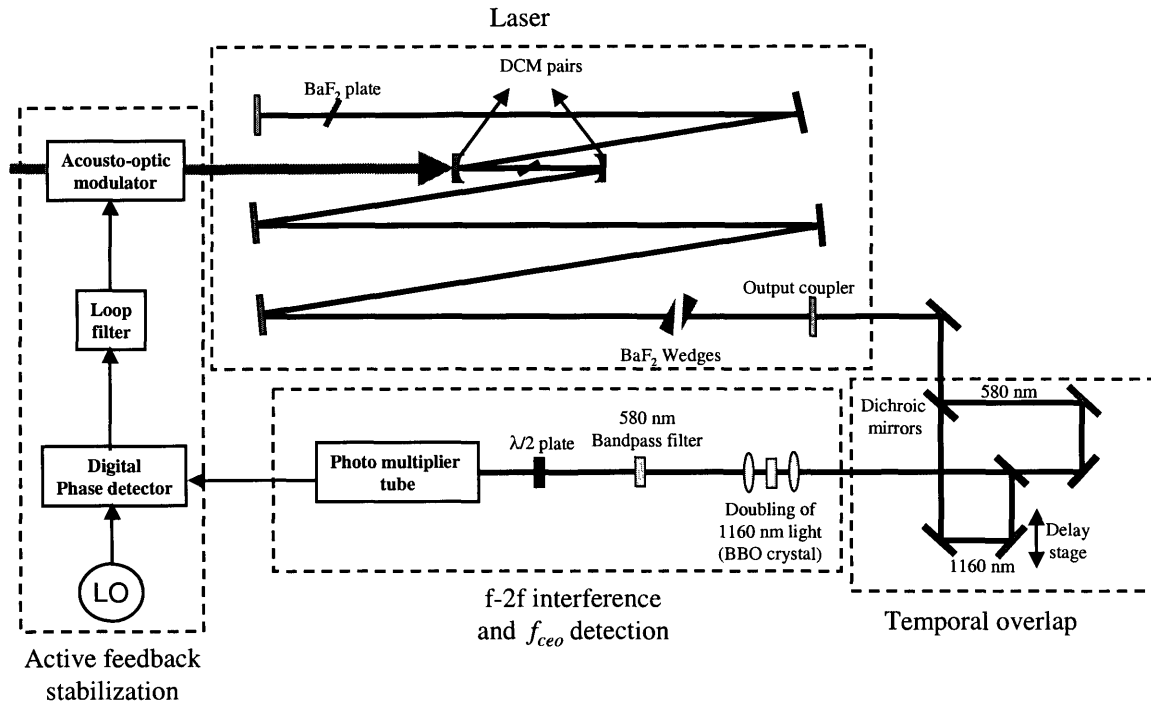 Laser
DCM pairs
BaF₂ plate
Acousto-optic
modulator
Loop
filter
Output coupler
BaF₂ Wedges
Dichroic
mirrors
580 nm
580 nm
Bandpass filter
λ/2 plate
Photo multiplier
tube
Digital
Phase detector
Doubling of
1160 nm light
(BBO crystal)
Delay
stage
1160 nm
LO
f-2f interference
and f_ceo detection
Temporal overlap
Active feedback
stabilization